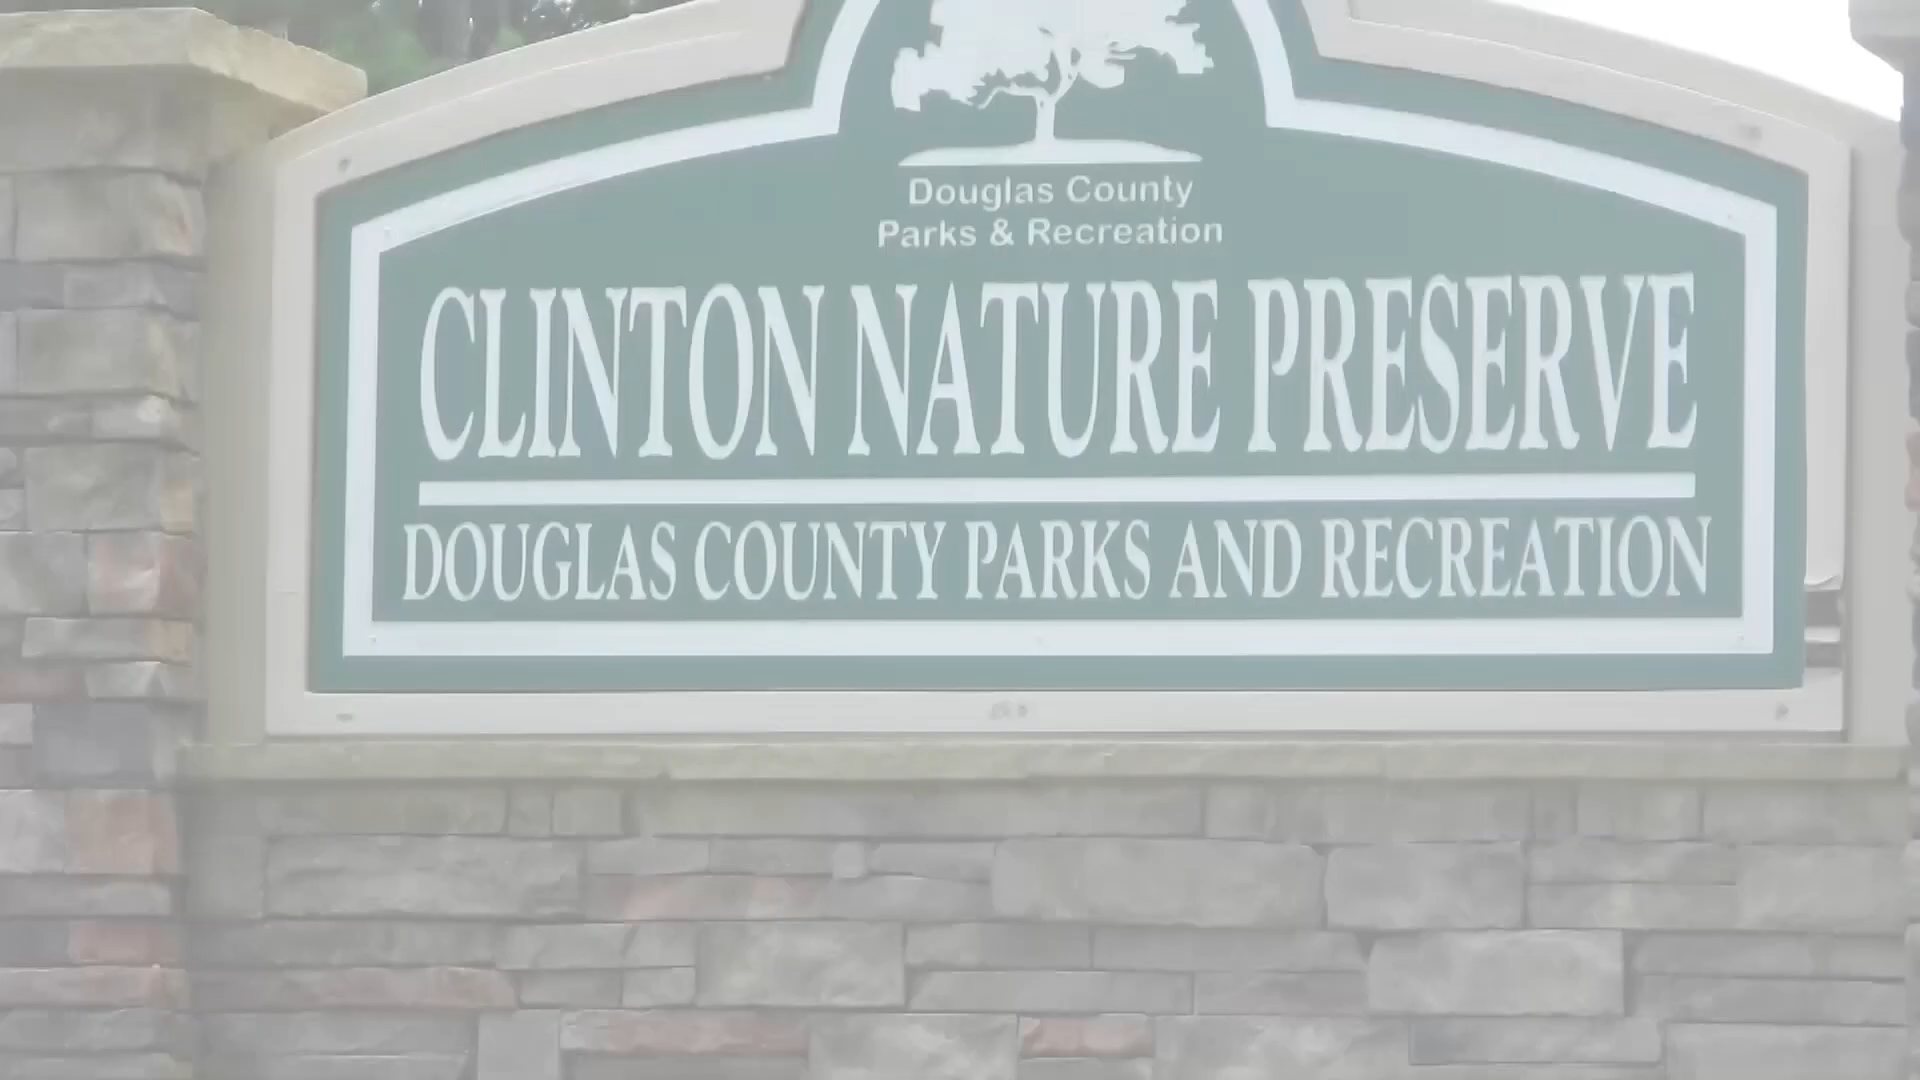 Douglas County
Parks & Recreation
CLINTON NATURE PRESERVE
DOUGLAS COUNTY PARKS AND RECREATION